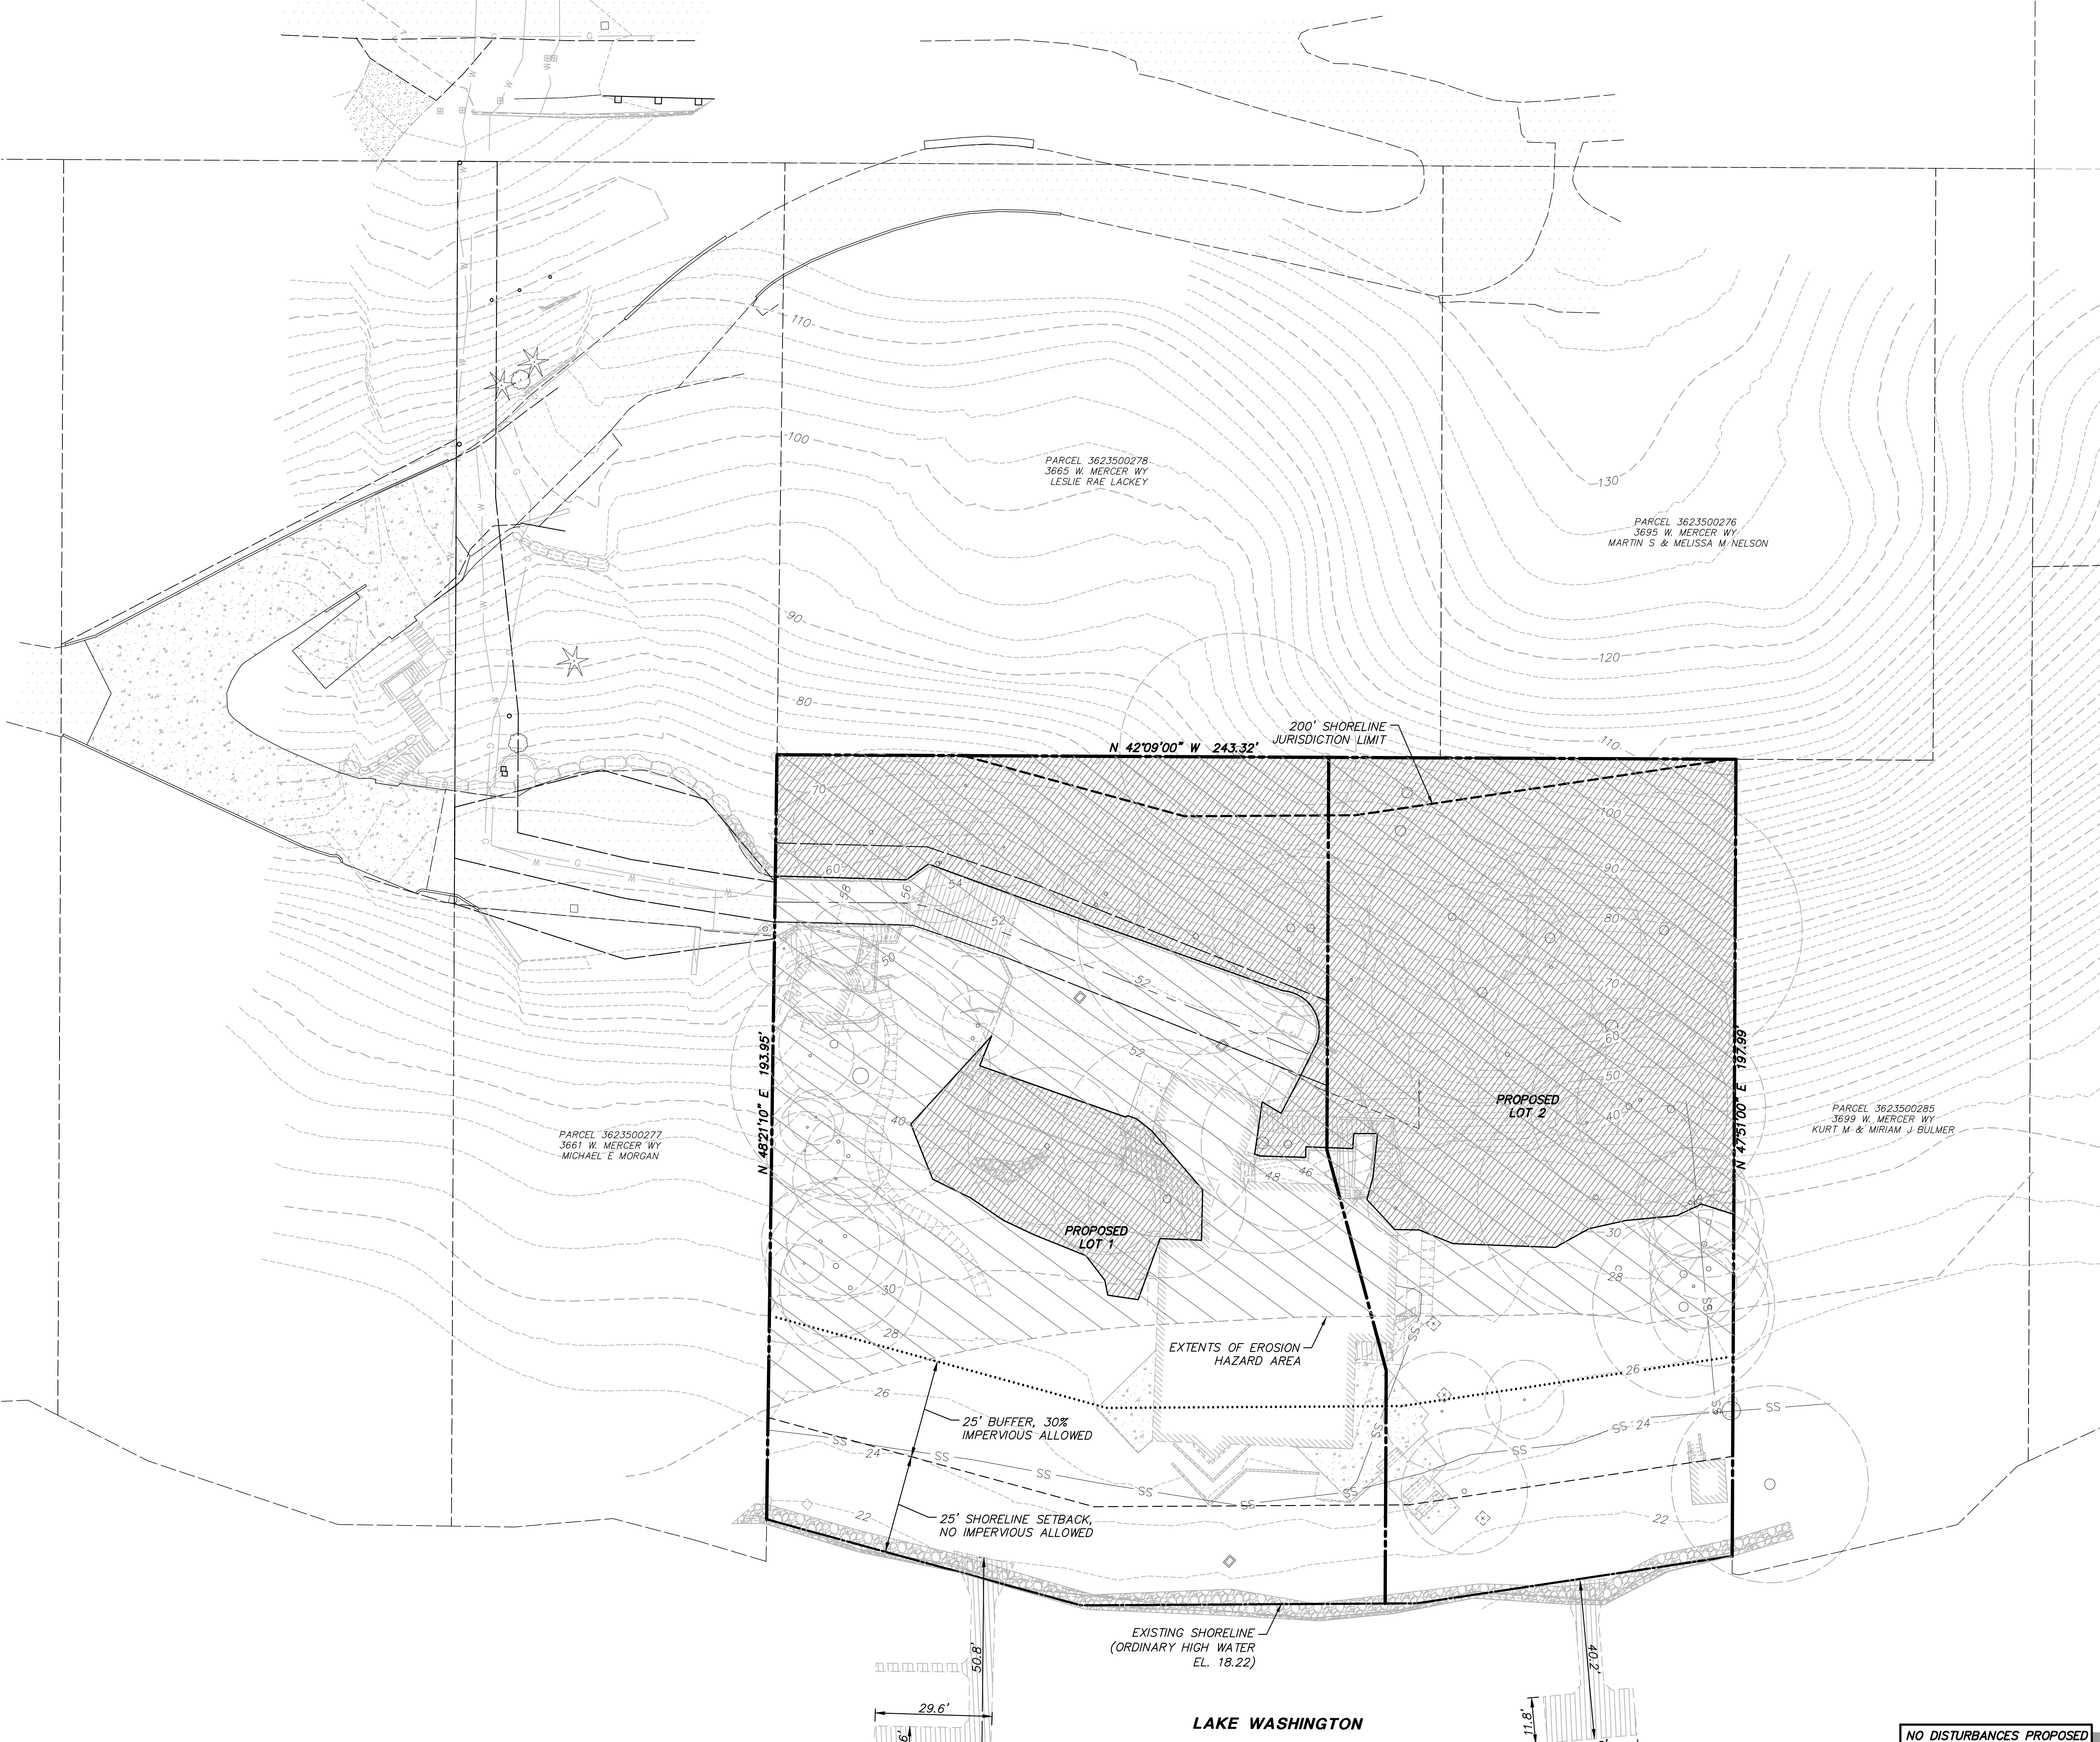 G
W
W
W
W
110
100
PARCEL 3623500278
3665 W. MERCER WY
LESLIE RAE LACKEY
130
PARCEL 3623500276
3695 W. MERCER WY
MARTIN S & MELISSA M NELSON
90
120
80
200' SHORELINE
JURISDICTION LIMIT
110
N 42°09'00" W 243.32'
70
100
60
58
56
54
90
52
80
50
52
70
52
60
50
40
N 48°21'10" E 193.95'
N 47°51'00" E 197.99'
PROPOSED
LOT 2
PARCEL 3623500285
3699 W. MERCER WY
KURT M & MIRIAM J BULMER
PARCEL 3623500277
3661 W. MERCER WY
MICHAEL E MORGAN
40
48
46
PROPOSED
LOT 1
30
30
28
28
EXTENTS OF EROSION
HAZARD AREA
26
26
25' BUFFER, 30%
IMPERVIOUS ALLOWED
SS
24
SS
SS
SS
SS
SS
SS
SS
24
SS
25' SHORELINE SETBACK,
NO IMPERVIOUS ALLOWED
22
22
EXISTING SHORELINE
(ORDINARY HIGH WATER
EL. 18.22)
50.8'
40.2'
29.6'
11.8'
LAKE WASHINGTON
NO DISTURBANCES PROPOSED